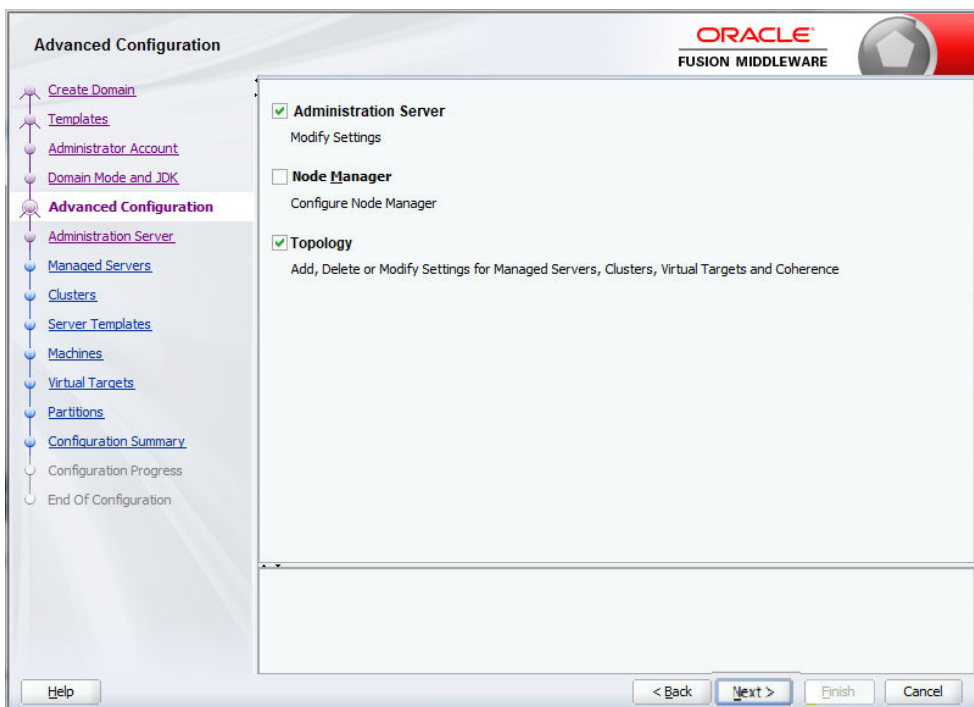 Advanced Configuration
ORACLE
FUSION MIDDLEWARE
Create Domain
Templates
Administrator Account
Domain Mode and JDK
Advanced Configuration
Administration Server
Managed Servers
Clusters
Server Templates
Machines
Virtual Targets
Partitions
Configuration Summary
Configuration Progress
End Of Configuration
Administration Server
Modify Settings
Node Manager
Configure Node Manager
Topology
Add, Delete or Modify Settings for Managed Servers, Clusters, Virtual Targets and Coherence
Help
< Back
Next >
Finish
Cancel